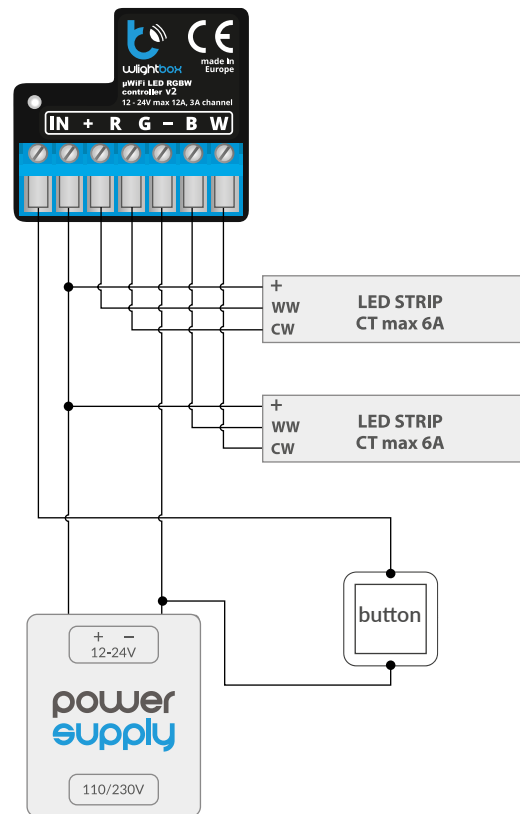 made In
Europe
wlightbox
µWiFi LED RGBW
controller v2
12 - 24V max 12A, 3A channel
IN + R G − B W
+
WW
CW
LED STRIP
CT max 6A
+
WW
CW
LED STRIP
CT max 6A
button
+ −
12-24V
power
supply
110/230V